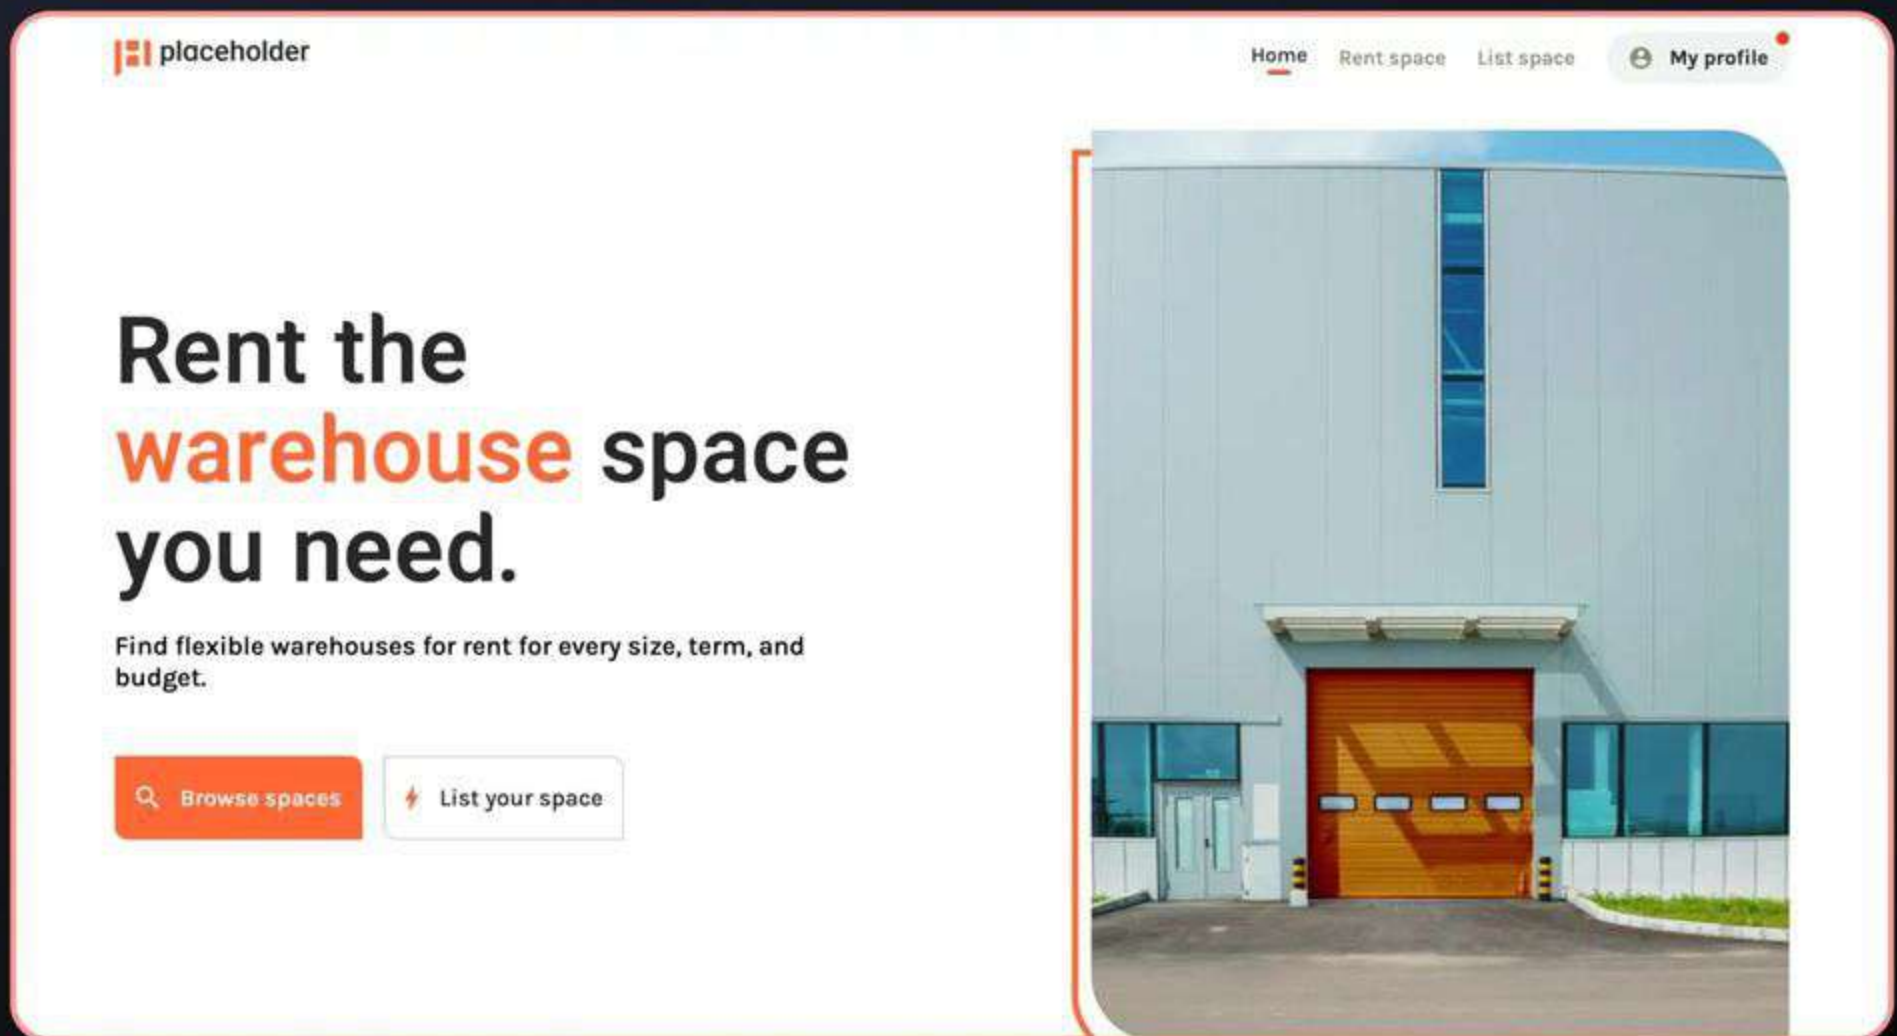 placeholder
Home
Rent space
List space
My profile
Rent the
warehouse space
you need.
Find flexible warehouses for rent for every size, term, and
budget.
Browse spaces
List your space